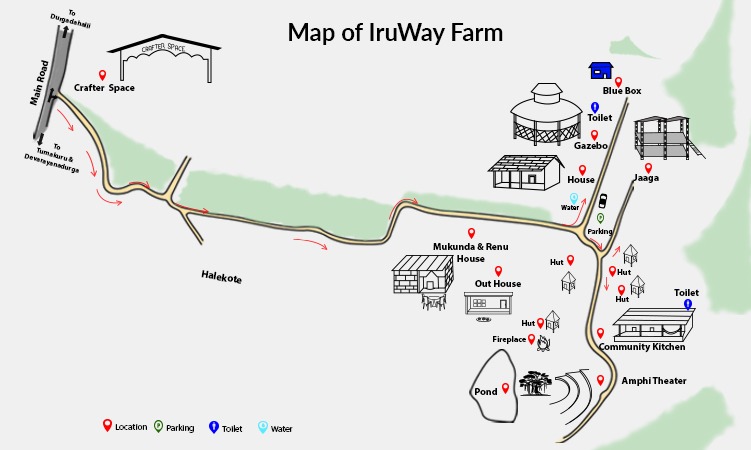 Map of IruWay Farm
To
Durgadahalli
CRAFTER SPACE
Crafter Space
Main Road
To
Tumakuru &
Devarayanadurga
Blue Box
Toilet
Gazebo
House
Jaaga
Water
Parking
Mukunda & Renu
House
Hut
Hut
Hut
Out House
Halekote
Toilet
Hut
Fireplace
Community Kitchen
Amphi Theater
Pond
Location
Parking
Toilet
Water